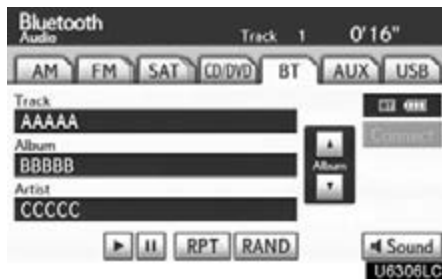 Bluetooth
Audio
Track 1 0'16"
AM FM SAT CD/DVD BT AUX USB
Track
AAAAA
Connect
Album
BBBBB
Album
Artist
CCCCC
RPT RAND Sound
U6306LC